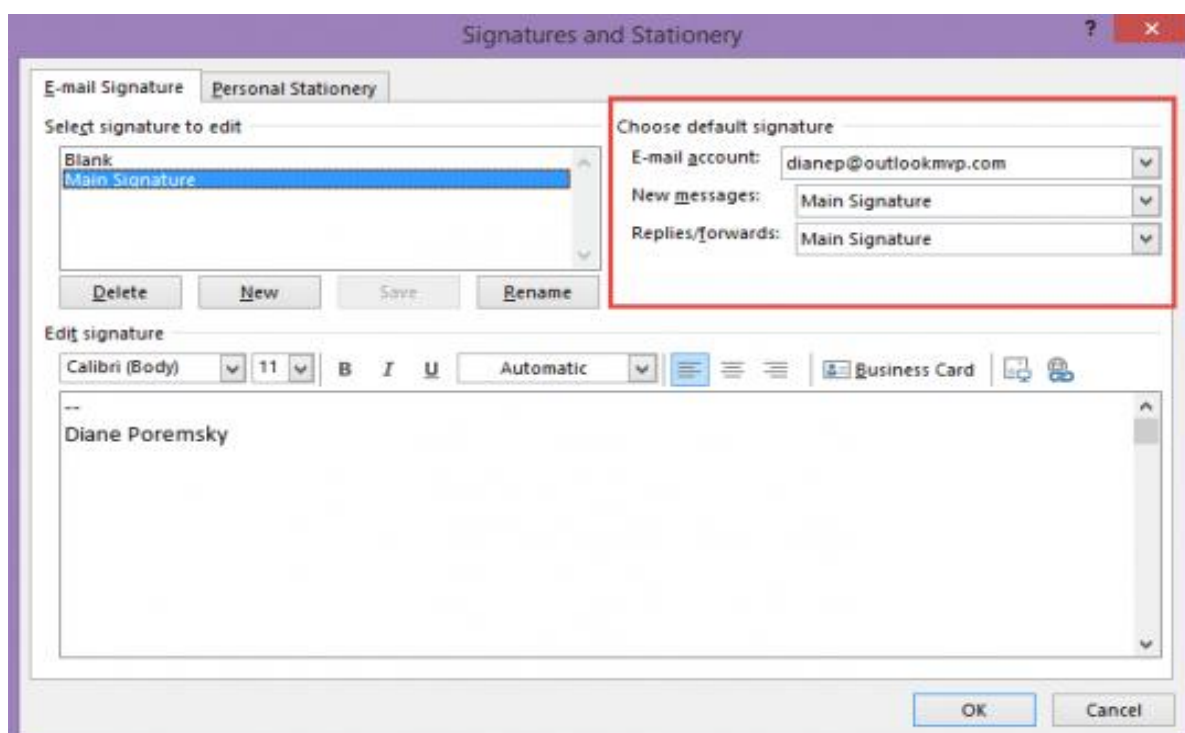 Signatures and Stationery
?
E-mail Signature
Personal Stationery
Select signature to edit
Blank
Main Signature
Delete
New
Save
Rename
Choose default signature
E-mail account: dianep@outlookmvp.com
New messages: Main Signature
Replies/forwards: Main Signature
Edit signature
Calibri (Body) 11 B I U Automatic Business Card
--
Diane Poremsky
OK
Cancel